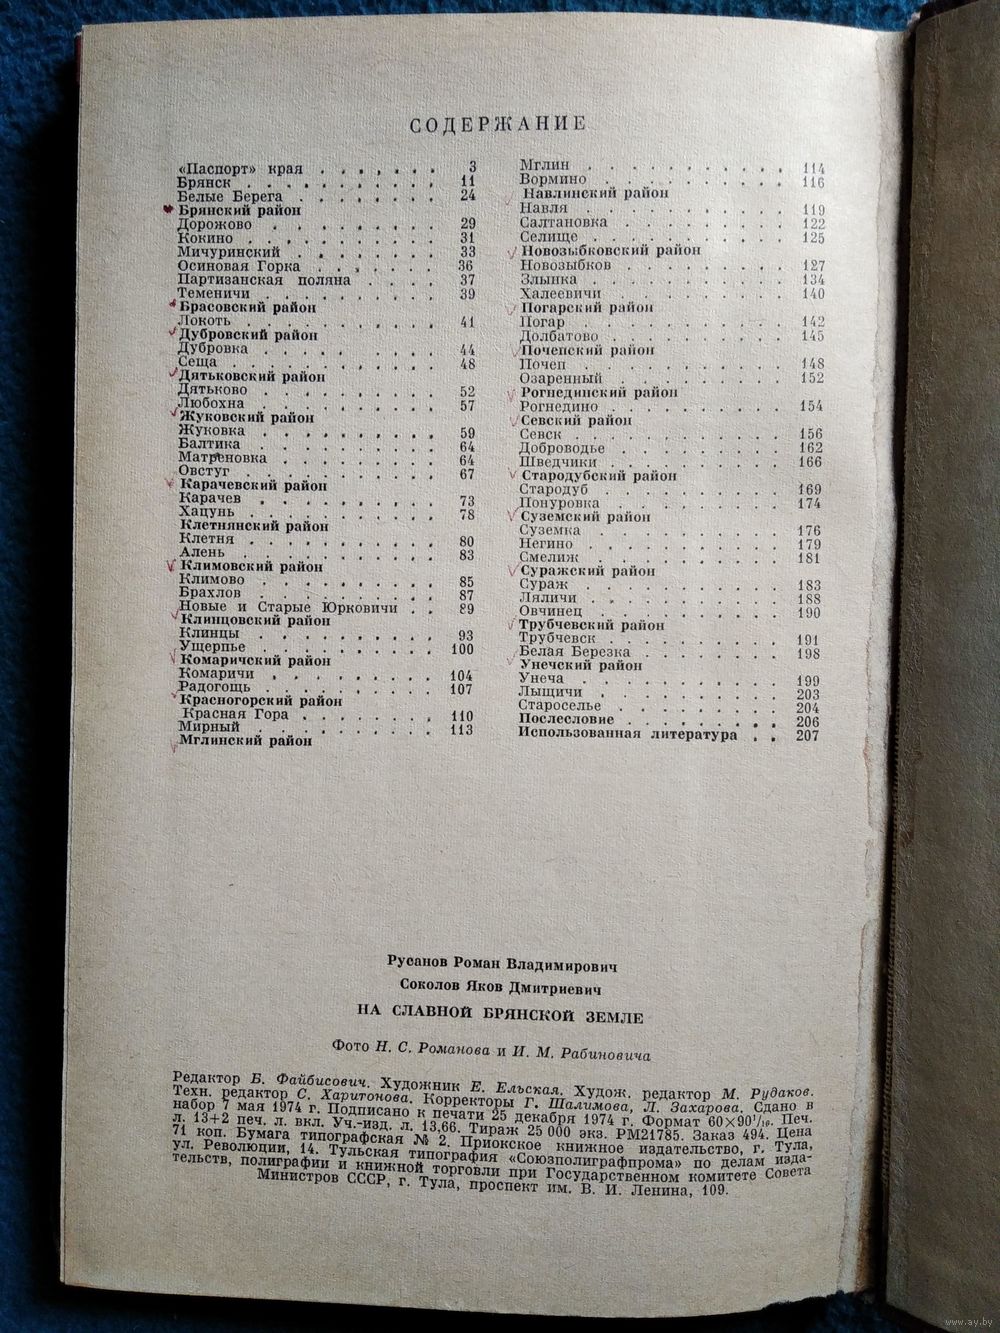 СОДЕРЖАНИЕ
«Паспорт» края . . . . . . . 3
Брянск . . . . . . . . . . 11
Белые Берега . . . . . . . . 24
Брянский район
Дорожово . . . . . . . . . 29
Кокино . . . . . . . . . . 31
Мичуринский . . . . . . . . 33
Осиновая Горка . . . . . . . 36
Партизанская поляна . . . . 37
Теменичи . . . . . . . . . 39
Брасовский район
Локоть . . . . . . . . . . 41
Дубровский район
Дубровка . . . . . . . . . 44
Сеща . . . . . . . . . . . 48
Дятьковский район
Дятьково . . . . . . . . . 52
Любохна . . . . . . . . . 57
Жуковский район
Жуковка . . . . . . . . . 59
Балтика . . . . . . . . . 64
Матреновка . . . . . . . . 64
Овстуг . . . . . . . . . . 67
Карачевский район
Карачев . . . . . . . . . 73
Хацунь . . . . . . . . . . 78
Клетнянский район
Клетня . . . . . . . . . . 80
Алень . . . . . . . . . . 83
Климовский район
Климово . . . . . . . . . 85
Брахлов . . . . . . . . . 87
Новые и Старые Юрковичи . . 89
Клинцовский район
Клинцы . . . . . . . . . . 93
Ущерпье . . . . . . . . . 100
Комаричский район
Комаричи . . . . . . . . . 104
Радогощь . . . . . . . . . 107
Красногорский район
Красная Гора . . . . . . . . 110
Мирный . . . . . . . . . . 113
Мглинский район
Мглин . . . . . . . . . . 114
Вормино . . . . . . . . . 116
Навлинский район
Навля . . . . . . . . . . 119
Салтановка . . . . . . . . 122
Селище . . . . . . . . . . 125
Новозыбковский район
Новозыбков . . . . . . . . 127
Злынка . . . . . . . . . . 134
Халеевичи . . . . . . . . 140
Погарский район
Погар . . . . . . . . . . 142
Долбатово . . . . . . . . 145
Почепский район
Почеп . . . . . . . . . . 148
Озаренный . . . . . . . . 152
Рогнединский район
Рогнедино . . . . . . . . 154
Севский район
Севск . . . . . . . . . . 156
Доброводье . . . . . . . . 162
Шведчики . . . . . . . . . 166
Стародубский район
Стародуб . . . . . . . . . 169
Понуровка . . . . . . . . 174
Суземский район
Суземка . . . . . . . . . 176
Негино . . . . . . . . . . 179
Смелиж . . . . . . . . . . 181
Суражский район
Сураж . . . . . . . . . . 183
Ляличи . . . . . . . . . . 188
Овчинец . . . . . . . . . 190
Трубчевский район
Трубчевск . . . . . . . . 191
Белая Березка . . . . . . . 198
Унечский район
Унеча . . . . . . . . . . 199
Лыщичи . . . . . . . . . . 203
Староселье . . . . . . . . 204
Послесловие . . . . . . . . 206
Использованная литература . . 207
Русанов Роман Владимирович
Соколов Яков Дмитриевич
НА СЛАВНОЙ БРЯНСКОЙ ЗЕМЛЕ
Фото Н. С. Романова и И. М. Рабиновича
Редактор Б. Файбисович. Художник Е. Ельская. Худож. редактор М. Рудаков.
Техн. редактор С. Харитонова. Корректоры Г. Шалимова, Л. Захарова. Сдано в
набор 7 мая 1974 г. Подписано к печати 25 декабря 1974 г. Формат 60×90¹/₁₆. Печ.
л. 13+2 печ. л. вкл. Уч.-изд. л. 13,66. Тираж 25 000 экз. РМ21785. Заказ 494. Цена
71 коп. Бумага типографская № 2. Приокское книжное издательство, г. Тула,
ул. Революции, 14. Тульская типография «Союзполиграфпрома» по делам изда-
тельств, полиграфии и книжной торговли при Государственном комитете Совета
Министров СССР, г. Тула, проспект им. В. И. Ленина, 109.
www.ay.by